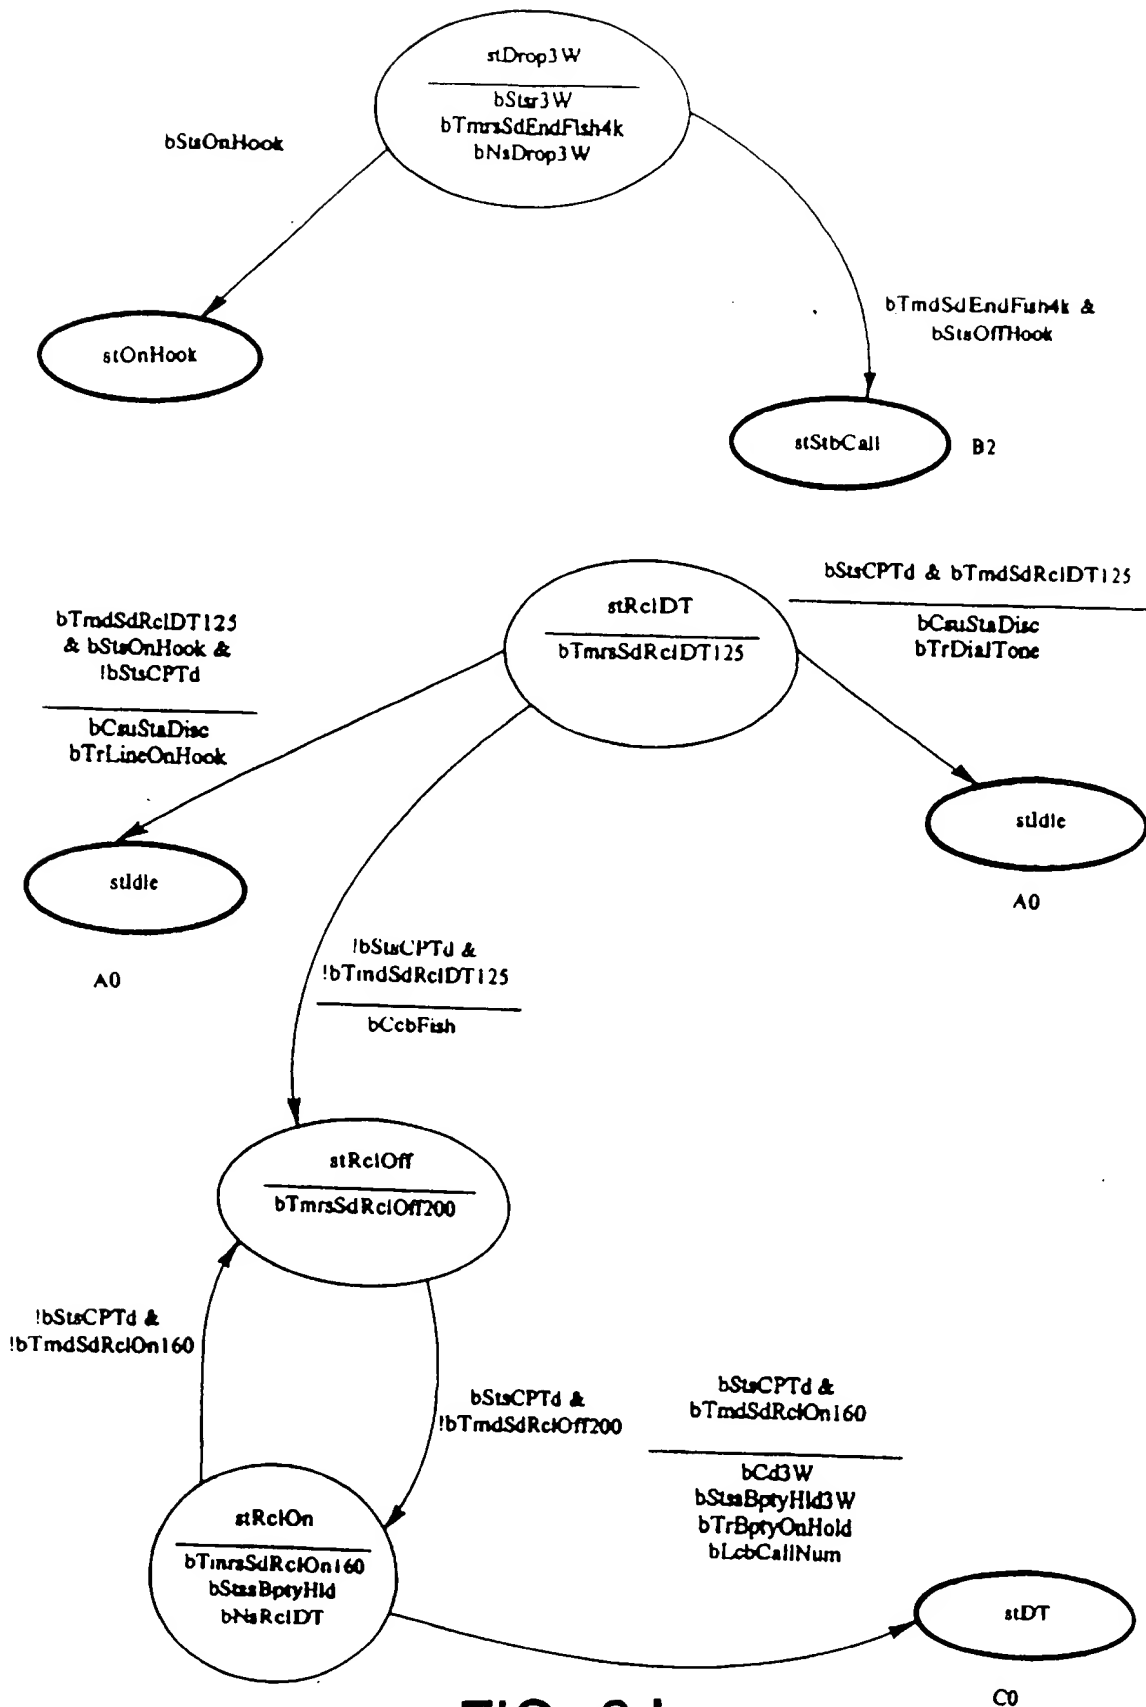 stDrop3W
bStsr3W
bTmrsSdEndFlsh4k
bNsDrop3W
bStsOnHook
bTmdSdEndFlsh4k &
bStsOffHook
stOnHook
stStbCall
B2
bStsCPTd & bTmdSdRclDT125
bCsuStaDisc
bTrDialTone
stRclDT
bTmrsSdRclDT125
bTmdSdRclDT125
& bStsOnHook &
!bStsCPTd
bCsuStaDisc
bTrLineOnHook
stIdle
A0
stIdle
A0
!bStsCPTd &
!bTmdSdRclDT125
bCcbFlsh
stRclOff
bTmrsSdRclOff200
!bStsCPTd &
!bTmdSdRclOn160
bStsCPTd &
!bTmdSdRclOff200
bStsCPTd &
bTmdSdRclOn160
bCd3W
bStssBptyHld3W
bTrBptyOnHold
bLcbCallNum
stRclOn
bTmrsSdRclOn160
bStssBptyHld
bNsRclDT
stDT
C0